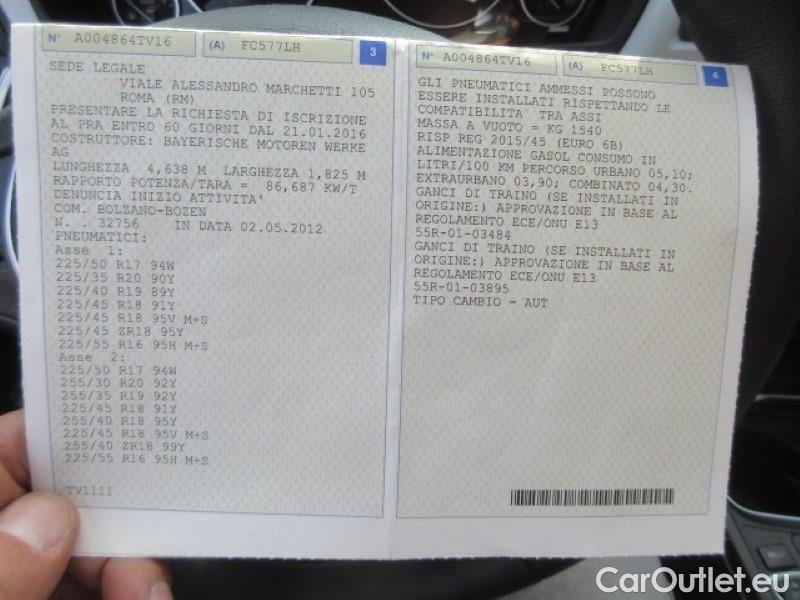 N° A004864TV16
(A) FC577LH
3
SEDE LEGALE
VIALE ALESSANDRO MARCHETTI 105
ROMA (RM)
PRESENTARE LA RICHIESTA DI ISCRIZIONE
AL PRA ENTRO 60 GIORNI DAL 21.01.2016
COSTRUTTORE: BAYERISCHE MOTOREN WERKE
AG
LUNGHEZZA 4,638 M LARGHEZZA 1,825 M
RAPPORTO POTENZA/TARA = 86,687 KW/T
DENUNCIA INIZIO ATTIVITA'
COM. BOLZANO-BOZEN
N. . 32756 IN DATA 02.05.2012
PNEUMATICI:
Asse 1:
225/50 R17 94W
225/35 R20 90Y
225/40 R19 89Y
225/45 R18 91Y
225/45 R18 95V M+S
225/45 ZR18 95Y
225/55 R16 95H M+S
Asse 2:
225/50 R17 94W
255/30 R20 92Y
255/35 R19 92Y
225/45 R18 91Y
255/40 R18 95Y
225/45 R18 95V M+S
255/40 ZR18 99Y
225/55 R16 95H M+S
TV1111
N° A004864TV16
(A) FC577LH
4
GLI PNEUMATICI AMMESSI POSSONO
ESSERE INSTALLATI RISPETTANDO LE
COMPATIBILITA` TRA ASSI
MASSA A VUOTO = KG 1540
RISP REG 2015/45 (EURO 6B)
ALIMENTAZIONE GASOL CONSUMO IN
LITRI/100 KM PERCORSO URBANO 05,10;
EXTRAURBANO 03,90; COMBINATO 04,30.
GANCI DI TRAINO (SE INSTALLATI IN
ORIGINE:) APPROVAZIONE IN BASE AL
REGOLAMENTO ECE/ONU E13
55R-01-03484
GANCI DI TRAINO (SE INSTALLATI IN
ORIGINE:) APPROVAZIONE IN BASE AL
REGOLAMENTO ECE/ONU E13
55R-01-03895
TIPO CAMBIO - AUT
CarOutlet.eu